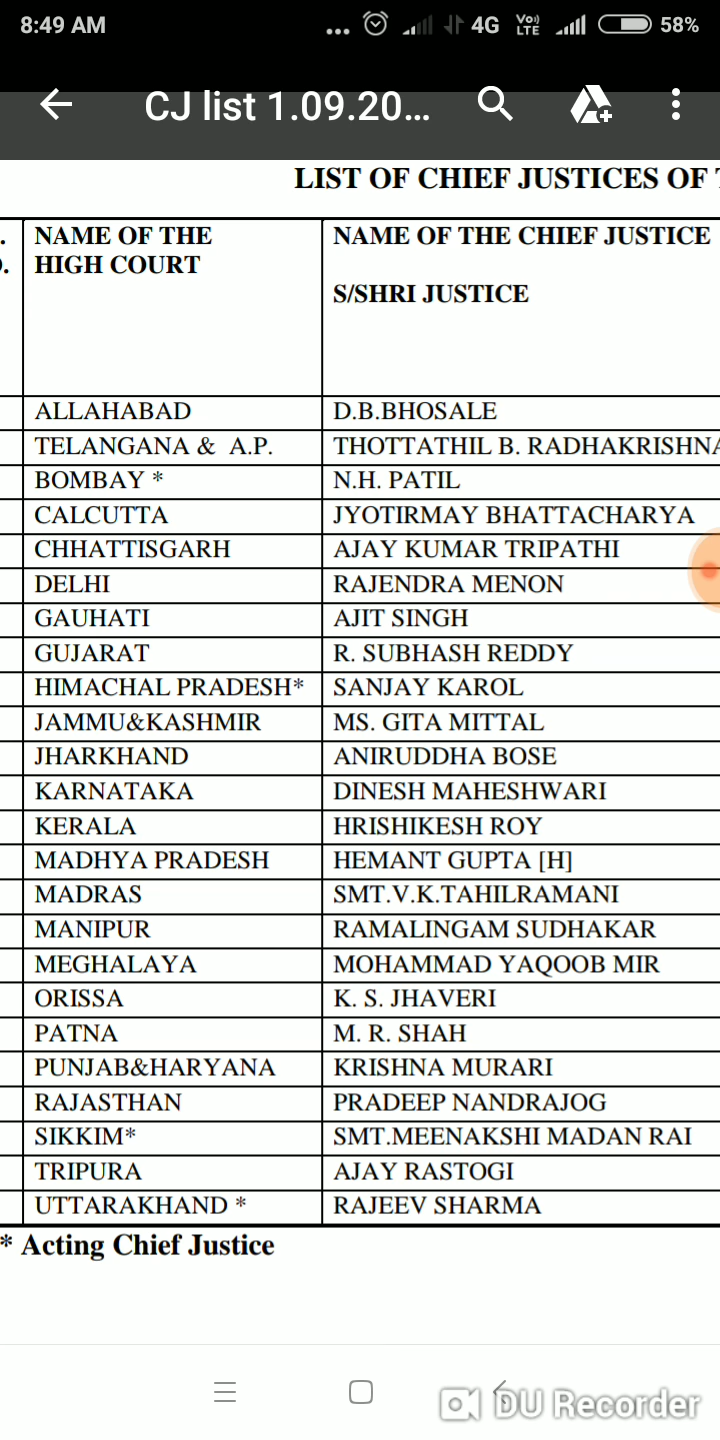 8:49 AM ... 4G Vo)) LTE 58%
CJ list 1.09.20...
LIST OF CHIEF JUSTICES OF
. NAME OF THE HIGH COURT NAME OF THE CHIEF JUSTICE
S/SHRI JUSTICE
ALLAHABAD D.B.BHOSALE
TELANGANA & A.P. THOTTATHIL B. RADHAKRISHNA
BOMBAY * N.H. PATIL
CALCUTTA JYOTIRMAY BHATTACHARYA
CHHATTISGARH AJAY KUMAR TRIPATHI
DELHI RAJENDRA MENON
GAUHATI AJIT SINGH
GUJARAT R. SUBHASH REDDY
HIMACHAL PRADESH* SANJAY KAROL
JAMMU&KASHMIR MS. GITA MITTAL
JHARKHAND ANIRUDDHA BOSE
KARNATAKA DINESH MAHESHWARI
KERALA HRISHIKESH ROY
MADHYA PRADESH HEMANT GUPTA [H]
MADRAS SMT.V.K.TAHILRAMANI
MANIPUR RAMALINGAM SUDHAKAR
MEGHALAYA MOHAMMAD YAQOOB MIR
ORISSA K. S. JHAVERI
PATNA M. R. SHAH
PUNJAB&HARYANA KRISHNA MURARI
RAJASTHAN PRADEEP NANDRAJOG
SIKKIM* SMT.MEENAKSHI MADAN RAI
TRIPURA AJAY RASTOGI
UTTARAKHAND * RAJEEV SHARMA
* Acting Chief Justice
DU Recorder